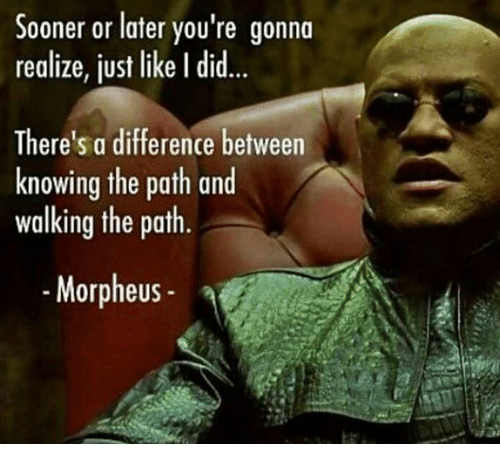 Sooner or later you're gonna
realize, just like I did...
There's a difference between
knowing the path and
walking the path.
- Morpheus -